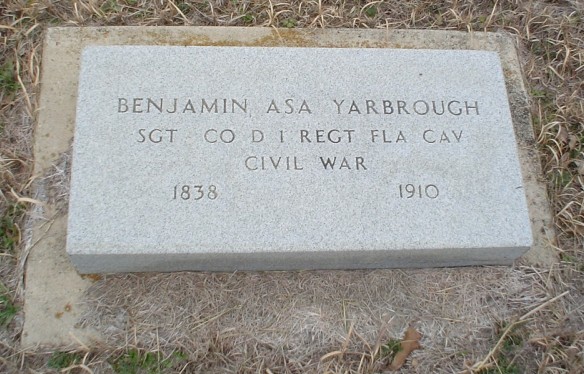 BENJAMIN ASA YARBROUGH
SGT CO D 1 REGT FLA CAV
CIVIL WAR
1838 1910